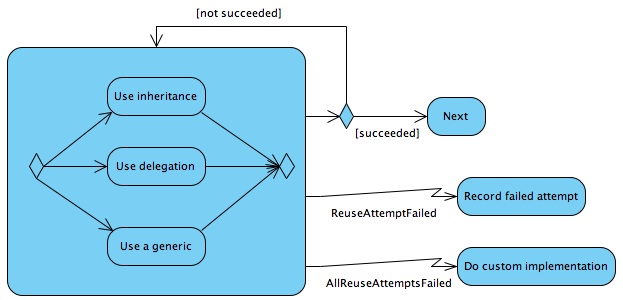 [not succeeded]
Use inheritance
Next
[succeeded]
Use delegation
Record failed attempt
ReuseAttemptFailed
Use a generic
Do custom implementation
AllReuseAttemptsFailed